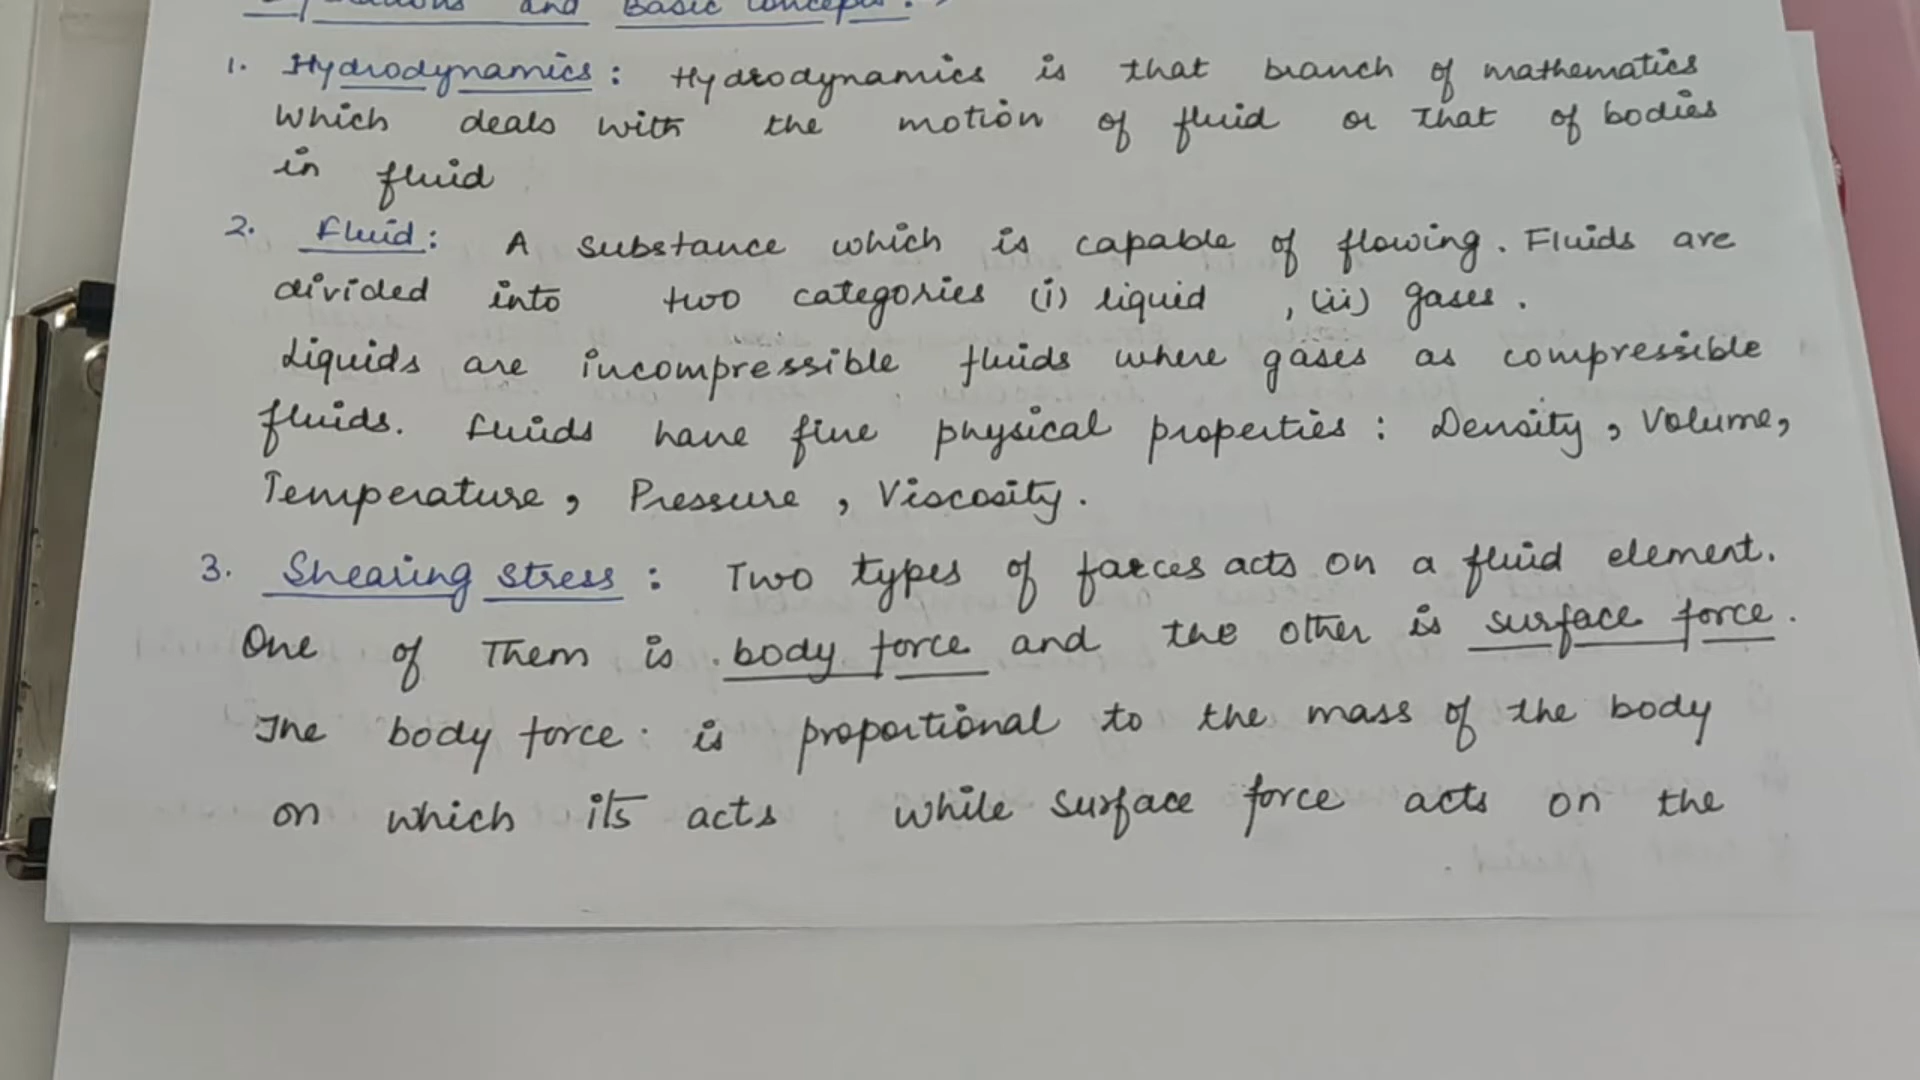 and Basic Concepts :
1. Hydrodynamics : Hydrodynamics is that branch of mathematics
which deals with the motion of fluid or that of bodies
in fluid
2. Fluid : A substance which is capable of flowing. Fluids are
divided into two categories (i) liquid , (ii) gases .
Liquids are incompressible fluids where gases as compressible
fluids. Fluids have five physical properties : Density , Volume,
Temperature , Pressure , Viscosity .
3. Shearing stress : Two types of forces acts on a fluid element.
One of them is body force and the other is surface force .
The body force is proportional to the mass of the body
on which its acts while surface force acts on the